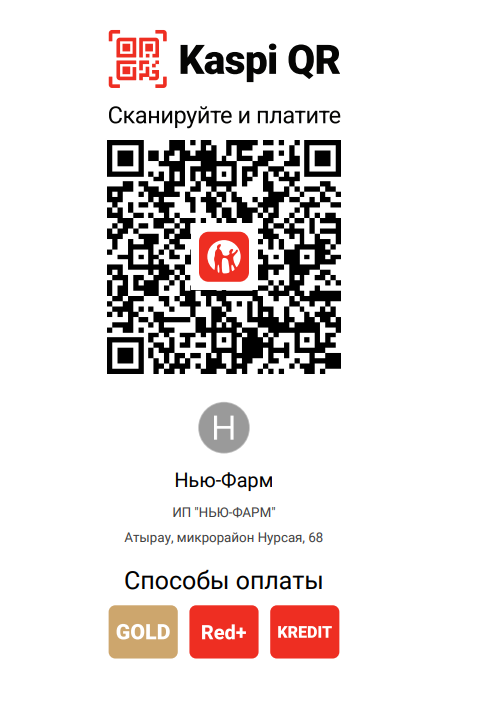 Kaspi QR
Сканируйте и платите
Н
Нью-Фарм
ИП "НЬЮ-ФАРМ"
Атырау, микрорайон Нурсая, 68
Способы оплаты
GOLD Red+ KREDIT